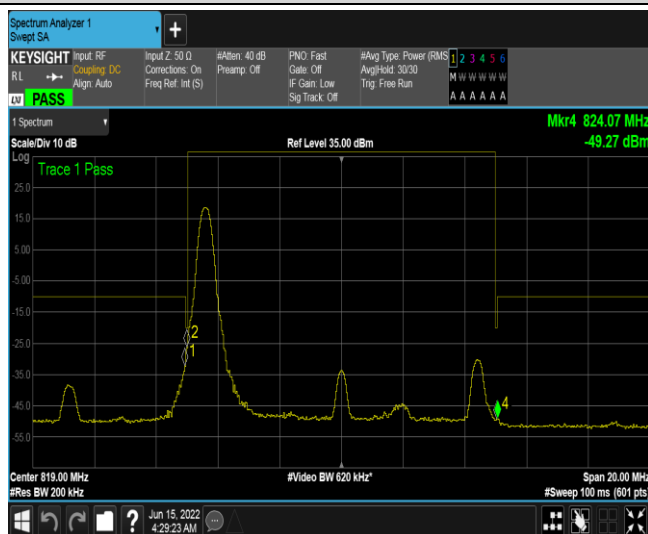 Spectrum Analyzer 1
Swept SA
+
KEYSIGHT Input: RF Input Z: 50 Ω #Atten: 40 dB PNO: Fast #Avg Type: Power (RMS 1 2 3 4 5 6
RL Coupling: DC Corrections: On Preamp: Off Gate: Off Avg|Hold: 30/30 M W W W W W
Align: Auto Freq Ref: Int (S) IF Gain: Low Trig: Free Run
LXI PASS Sig Track: Off A A A A A A
1 Spectrum Mkr4 824.07 MHz
Scale/Div 10 dB Ref Level 35.00 dBm -49.27 dBm
Log
Trace 1 Pass
25.0
15.0
5.00
-5.00
-15.0
2
-25.0
1
-35.0
4
-45.0
-55.0
Center 819.00 MHz #Video BW 620 kHz* Span 20.00 MHz
#Res BW 200 kHz #Sweep 100 ms (601 pts)
? Jun 15, 2022
4:29:23 AM